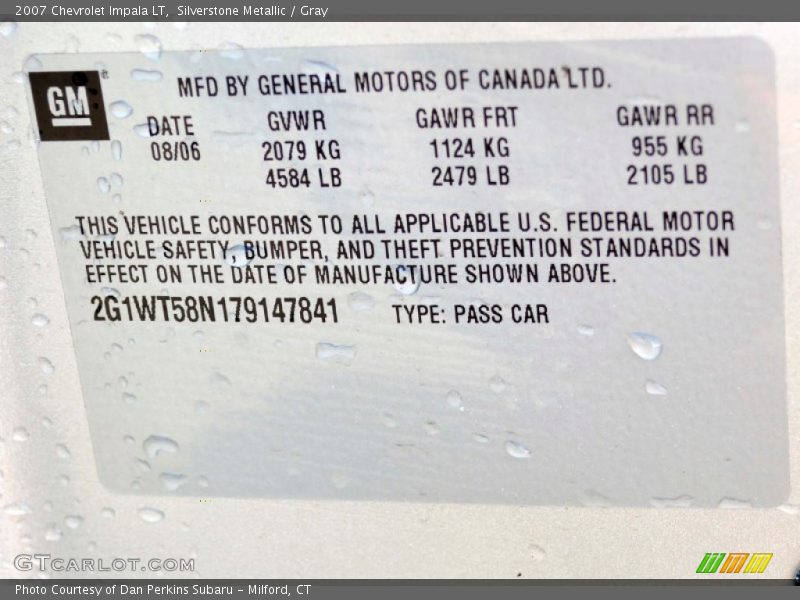 2007 Chevrolet Impala LT, Silverstone Metallic / Gray
GM
MFD BY GENERAL MOTORS OF CANADA LTD.
DATE GVWR GAWR FRT GAWR RR
08/06 2079 KG 1124 KG 955 KG
4584 LB 2479 LB 2105 LB
THIS VEHICLE CONFORMS TO ALL APPLICABLE U.S. FEDERAL MOTOR
VEHICLE SAFETY, BUMPER, AND THEFT PREVENTION STANDARDS IN
EFFECT ON THE DATE OF MANUFACTURE SHOWN ABOVE.
2G1WT58N179147841 TYPE: PASS CAR
GTCARLOT.COM
Photo Courtesy of Dan Perkins Subaru - Milford, CT